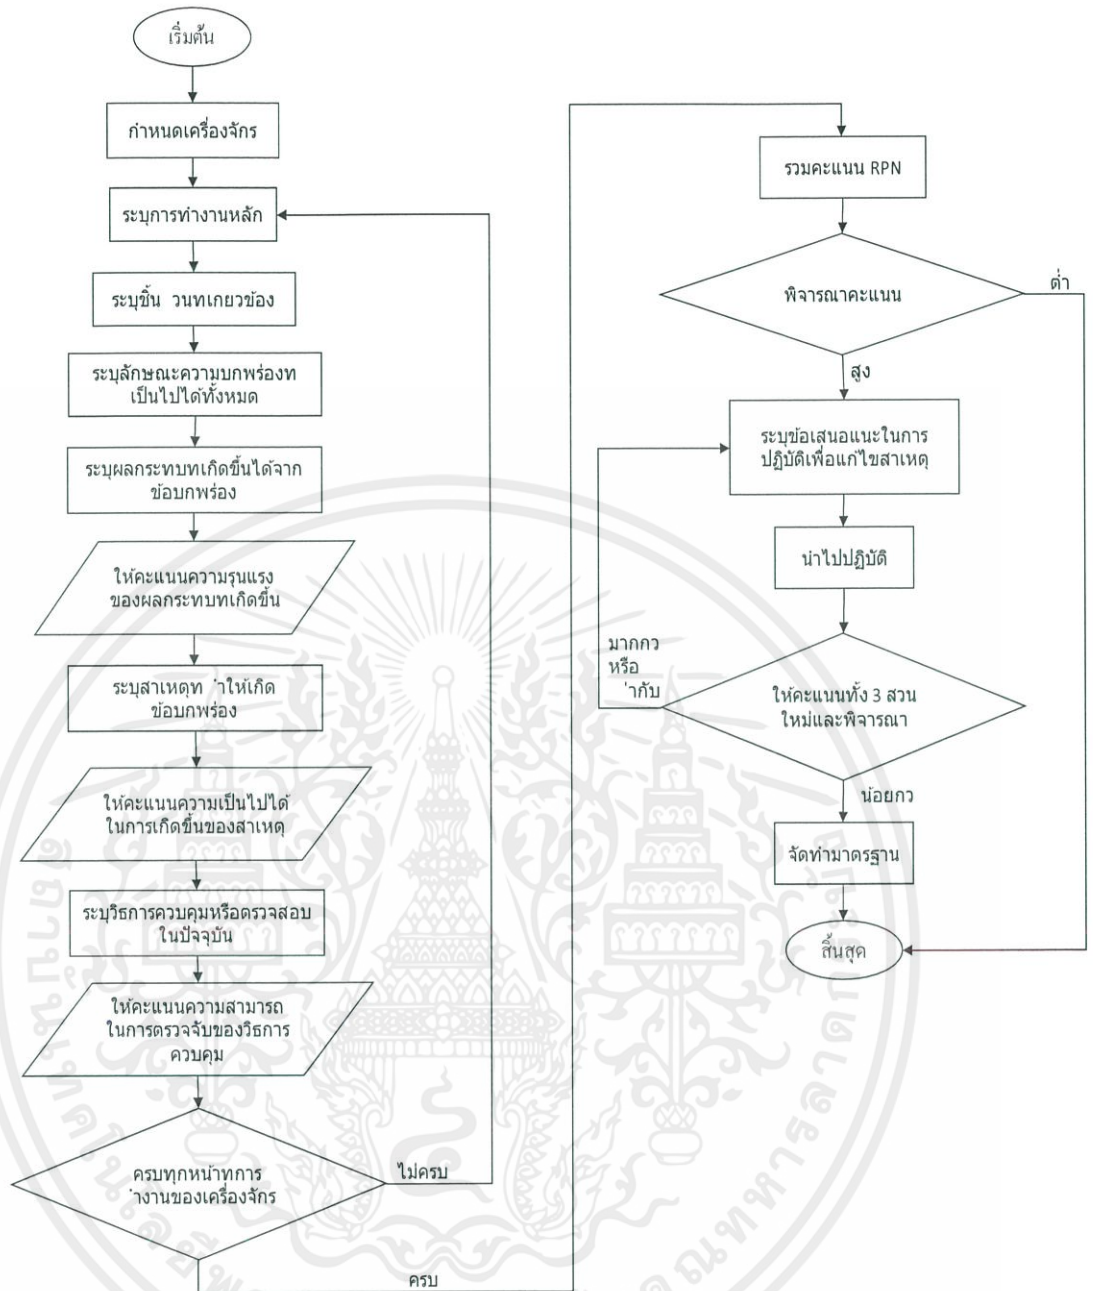 เริ่มต้น
กำหนดเครื่องจักร
ระบุการทำงานหลัก
ระบุชิ้น วนทเกยวข้อง
ระบุลักษณะความบกพร่องท
เป็นไปได้ทั้งหมด
ระบุผลกระทบทเกิดขึ้นได้จาก
ข้อบกพร่อง
ให้คะแนนความรุนแรง
ของผลกระทบทเกิดขึ้น
ระบุสาเหตุท ่าให้เกิด
ข้อบกพร่อง
ให้คะแนนความเป็นไปได้
ในการเกิดขึ้นของสาเหตุ
ระบุวิธีการควบคุมหรือตรวจสอบ
ในปัจจุบัน
ให้คะแนนความสามารถ
ในการตรวจจับของวิธีการ
ควบคุม
ครบทุกหน้าทการ
่างานของเครื่องจักร
ไม่ครบ
ครบ
รวมคะแนน RPN
พิจารณาคะแนน
ต่ำ
สูง
ระบุข้อเสนอแนะในการ
ปฏิบัติเพื่อแก้ไขสาเหตุ
นำไปปฏิบัติ
มากกว
หรือ
่ากับ
ให้คะแนนทั้ง 3 สวน
ใหม่และพิจารณา
น้อยกว
จัดทำมาตรฐาน
สิ้นสุด